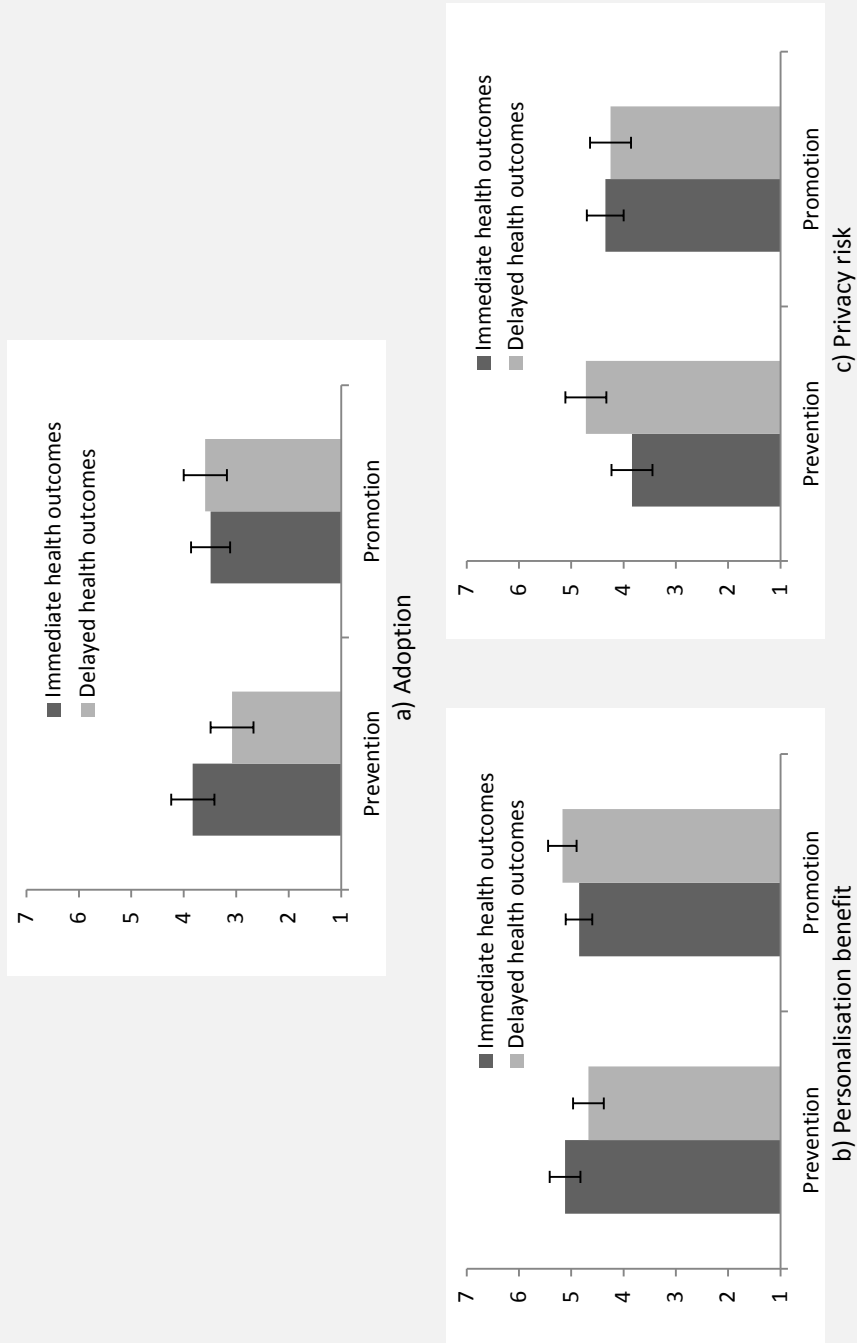 7
6
5
4
3
2
1
Immediate health outcomes
Delayed health outcomes
Prevention
Promotion
a) Adoption
7
6
5
4
3
2
1
Immediate health outcomes
Delayed health outcomes
Prevention
Promotion
b) Personalisation benefit
7
6
5
4
3
2
1
Immediate health outcomes
Delayed health outcomes
Prevention
Promotion
c) Privacy risk